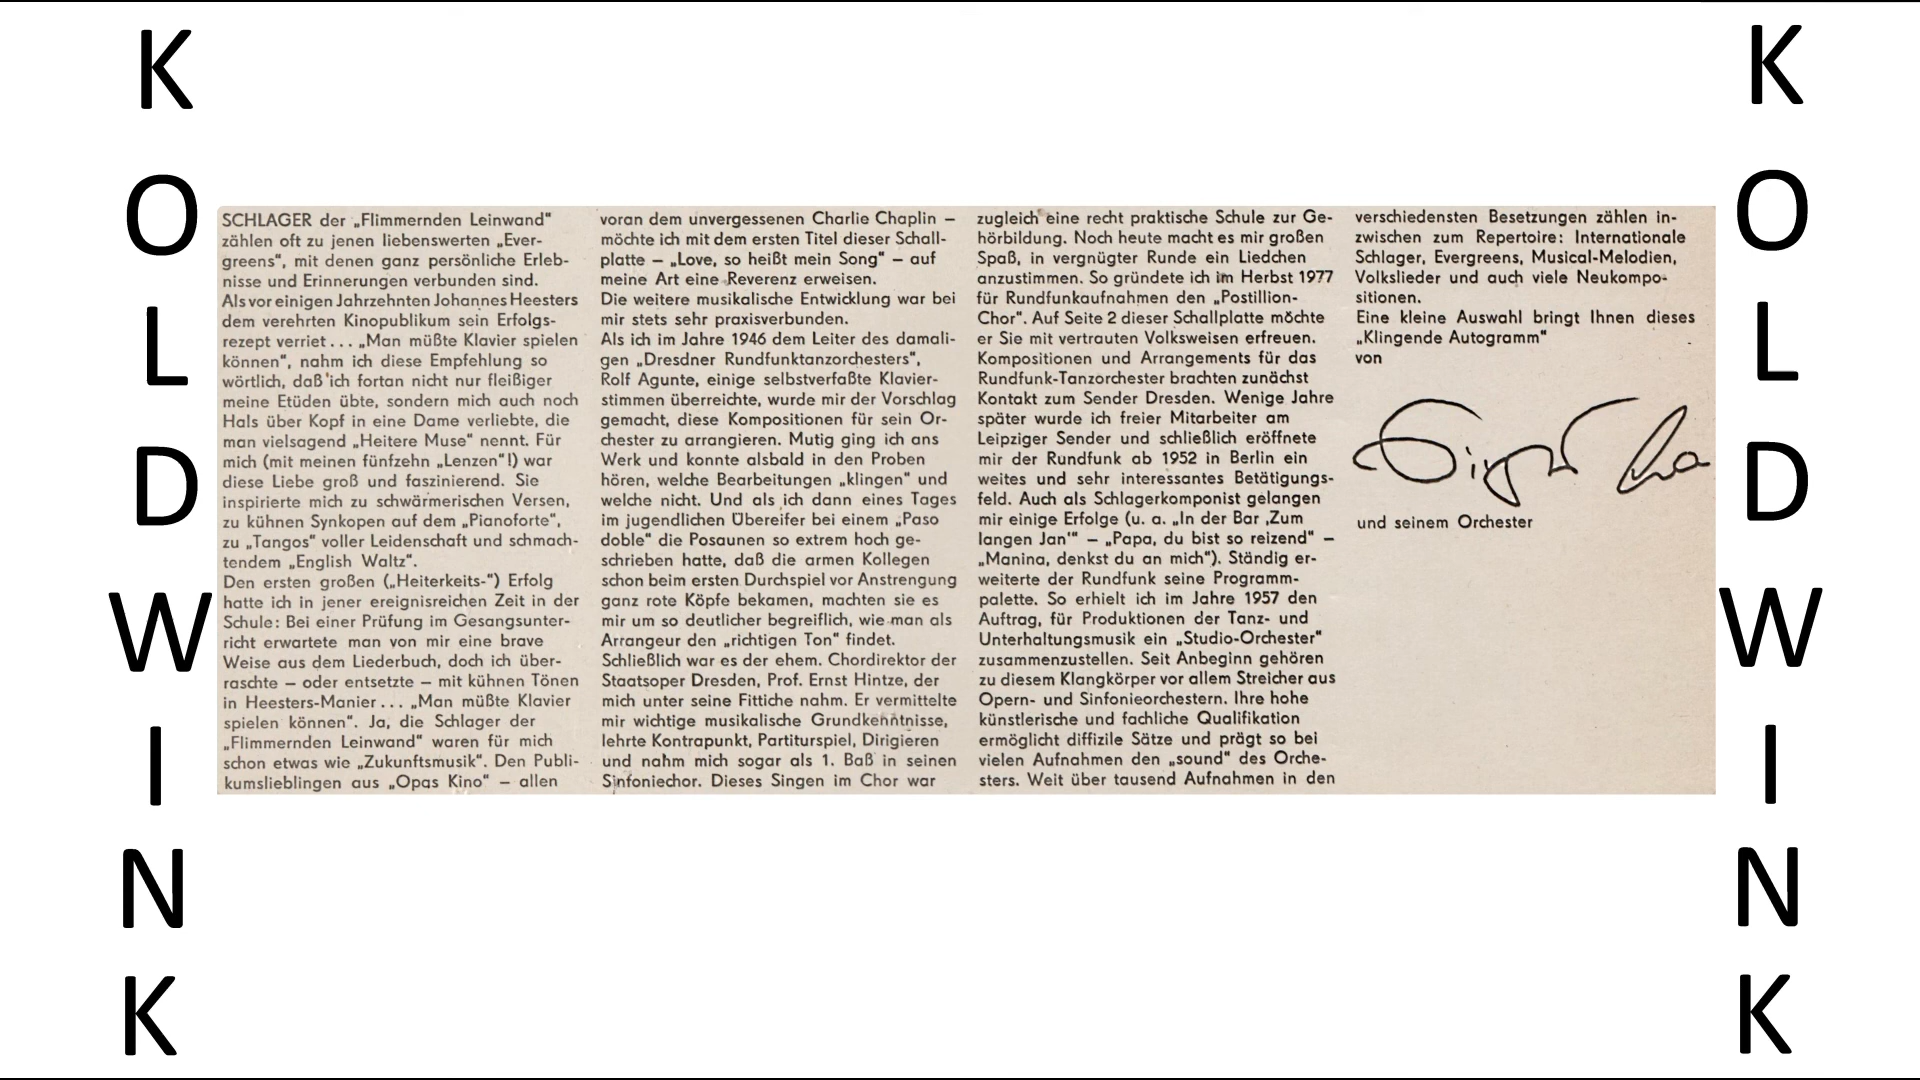 K
O
L
D
W
I
N
K
SCHLAGER der „Flimmernden Leinwand“
zählen oft zu jenen liebenswerten „Ever-
greens“, mit denen ganz persönliche Erleb-
nisse und Erinnerungen verbunden sind.
Als vor einigen Jahrzehnten Johannes Heesters
dem verehrten Kinopublikum sein Erfolgs-
rezept verriet . . . „Man müßte Klavier spielen
können“, nahm ich diese Empfehlung so
wörtlich, daß ich fortan nicht nur fleißiger
meine Etüden übte, sondern mich auch noch
Hals über Kopf in eine Dame verliebte, die
man vielsagend „Heitere Muse“ nennt. Für
mich (mit meinen fünfzehn „Lenzen“!) war
diese Liebe groß und faszinierend. Sie
inspirierte mich zu schwärmerischen Versen,
zu kühnen Synkopen auf dem „Pianoforte“,
zu „Tangos“ voller Leidenschaft und schmach-
tendem „English Waltz“.
Den ersten großen („Heiterkeits-“) Erfolg
hatte ich in jener ereignisreichen Zeit in der
Schule: Bei einer Prüfung im Gesangsunter-
richt erwartete man von mir eine brave
Weise aus dem Liederbuch, doch ich über-
raschte – oder entsetzte – mit kühnen Tönen
in Heesters-Manier . . . „Man müßte Klavier
spielen können“. Ja, die Schlager der
„Flimmernden Leinwand“ waren für mich
schon etwas wie „Zukunftsmusik“. Den Publi-
kumslieblingen aus „Opas Kino“ – allen
voran dem unvergessenen Charlie Chaplin –
möchte ich mit dem ersten Titel dieser Schall-
platte – „Love, so heißt mein Song“ – auf
meine Art eine Reverenz erweisen.
Die weitere musikalische Entwicklung war bei
mir stets sehr praxisverbunden.
Als ich im Jahre 1946 dem Leiter des damali-
gen „Dresdner Rundfunktanzorchesters“,
Rolf Agunte, einige selbstverfaßte Klavier-
stimmen überreichte, wurde mir der Vorschlag
gemacht, diese Kompositionen für sein Or-
chester zu arrangieren. Mutig ging ich ans
Werk und konnte alsbald in den Proben
hören, welche Bearbeitungen „klingen“ und
welche nicht. Und als ich dann eines Tages
im jugendlichen Übereifer bei einem „Paso
doble“ die Posaunen so extrem hoch ge-
schrieben hatte, daß die armen Kollegen
schon beim ersten Durchspiel vor Anstrengung
ganz rote Köpfe bekamen, machten sie es
mir um so deutlicher begreiflich, wie man als
Arrangeur den „richtigen Ton“ findet.
Schließlich war es der ehem. Chordirektor der
Staatsoper Dresden, Prof. Ernst Hintze, der
mich unter seine Fittiche nahm. Er vermittelte
mir wichtige musikalische Grundkenntnisse,
lehrte Kontrapunkt, Partiturspiel, Dirigieren
und nahm mich sogar als 1. Baß in seinen
Sinfoniechor. Dieses Singen im Chor war
zugleich eine recht praktische Schule zur Ge-
hörbildung. Noch heute macht es mir großen
Spaß, in vergnügter Runde ein Liedchen
anzustimmen. So gründete ich im Herbst 1977
für Rundfunkaufnahmen den „Postillion-
Chor“. Auf Seite 2 dieser Schallplatte möchte
er Sie mit vertrauten Volksweisen erfreuen.
Kompositionen und Arrangements für das
Rundfunk-Tanzorchester brachten zunächst
Kontakt zum Sender Dresden. Wenige Jahre
später wurde ich freier Mitarbeiter am
Leipziger Sender und schließlich eröffnete
mir der Rundfunk ab 1952 in Berlin ein
weites und sehr interessantes Betätigungs-
feld. Auch als Schlagerkomponist gelangen
mir einige Erfolge (u. a. „In der Bar ‚Zum
langen Jan‘“ – „Papa, du bist so reizend“ –
„Manina, denkst du an mich“). Ständig er-
weiterte der Rundfunk seine Programm-
palette. So erhielt ich im Jahre 1957 den
Auftrag, für Produktionen der Tanz- und
Unterhaltungsmusik ein „Studio-Orchester“
zusammenzustellen. Seit Anbeginn gehören
zu diesem Klangkörper vor allem Streicher aus
Opern- und Sinfonieorchestern. Ihre hohe
künstlerische und fachliche Qualifikation
ermöglicht diffizile Sätze und prägt so bei
vielen Aufnahmen den „sound“ des Orche-
sters. Weit über tausend Aufnahmen in den
verschiedensten Besetzungen zählen in-
zwischen zum Repertoire: Internationale
Schlager, Evergreens, Musical-Melodien,
Volkslieder und auch viele Neukompo-
sitionen.
Eine kleine Auswahl bringt Ihnen dieses
„Klingende Autogramm“
von
und seinem Orchester
K
O
L
D
W
I
N
K